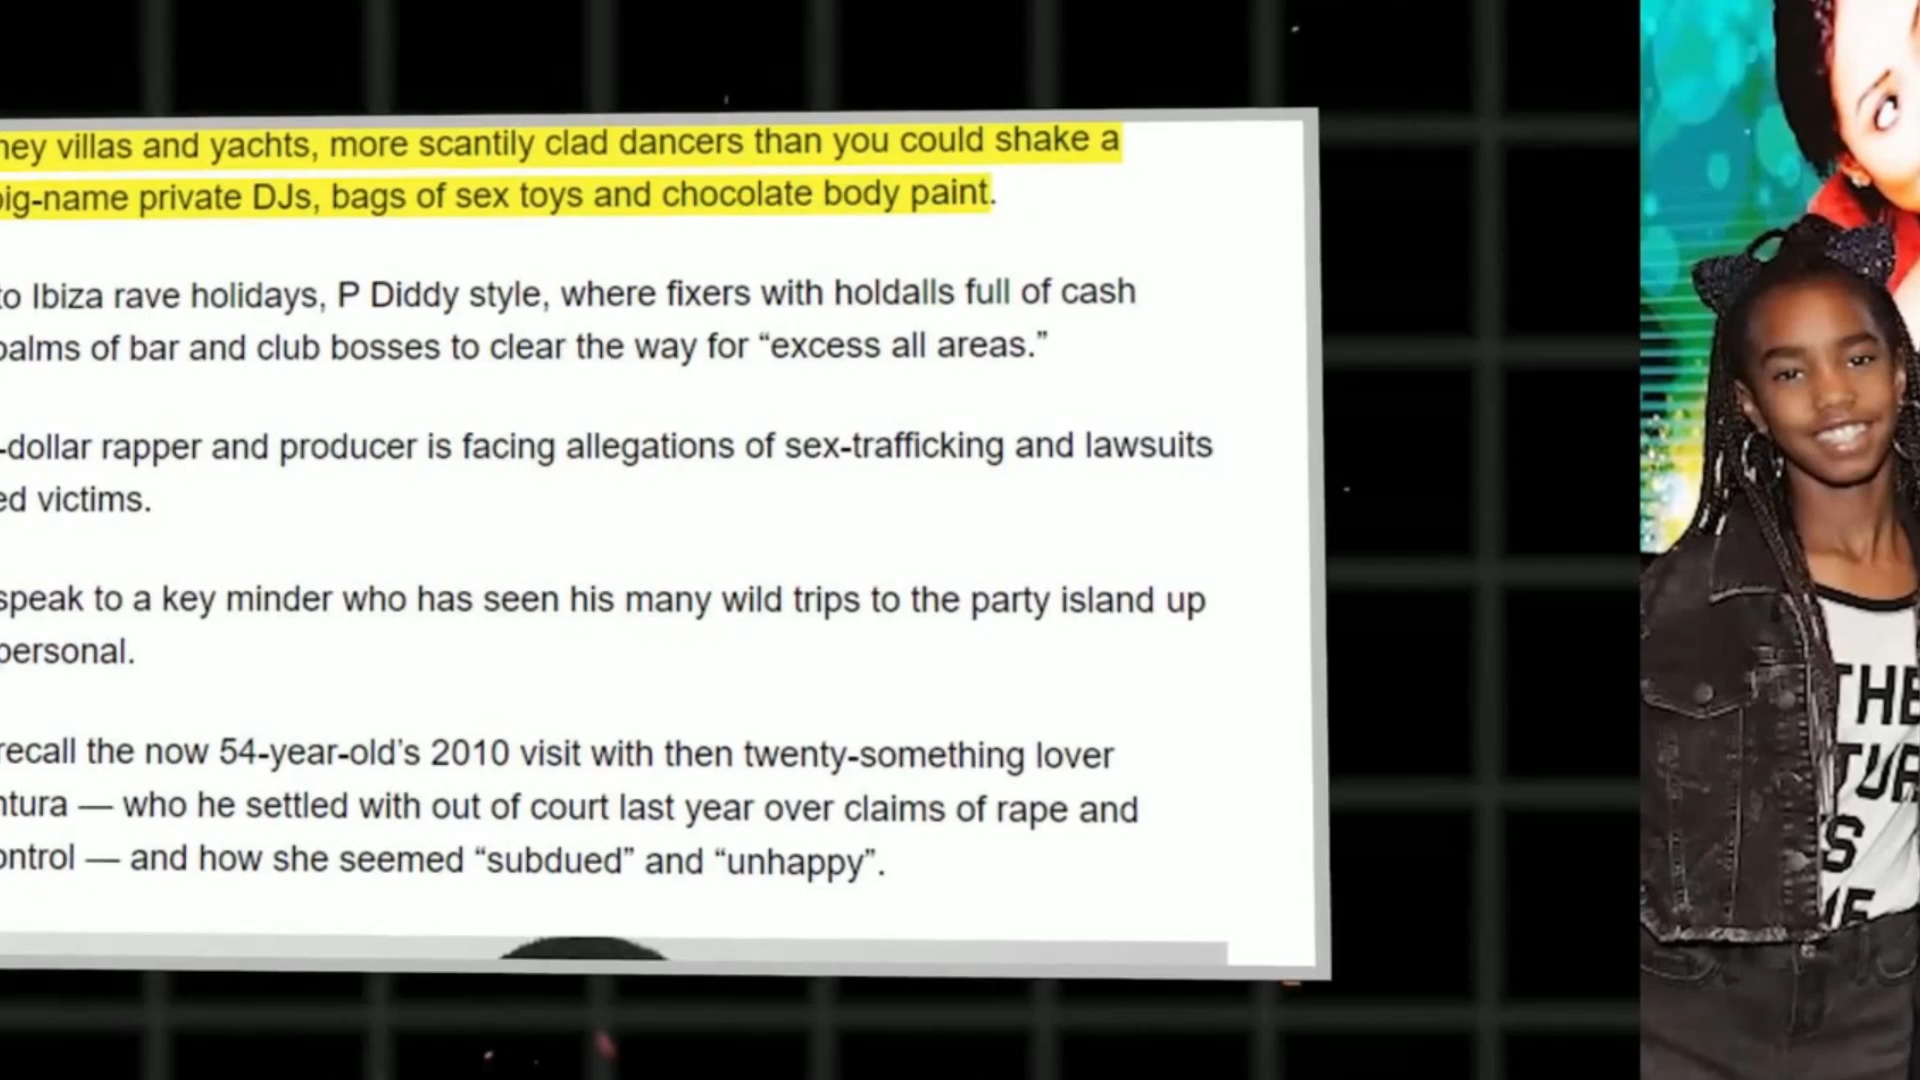 hey villas and yachts, more scantily clad dancers than you could shake a
big-name private DJs, bags of sex toys and chocolate body paint.
to Ibiza rave holidays, P Diddy style, where fixers with holdalls full of cash
palms of bar and club bosses to clear the way for “excess all areas.”
-dollar rapper and producer is facing allegations of sex-trafficking and lawsuits
ed victims.
speak to a key minder who has seen his many wild trips to the party island up
personal.
recall the now 54-year-old’s 2010 visit with then twenty-something lover
ntura — who he settled with out of court last year over claims of rape and
ontrol — and how she seemed “subdued” and “unhappy”.
THE
TUR
S